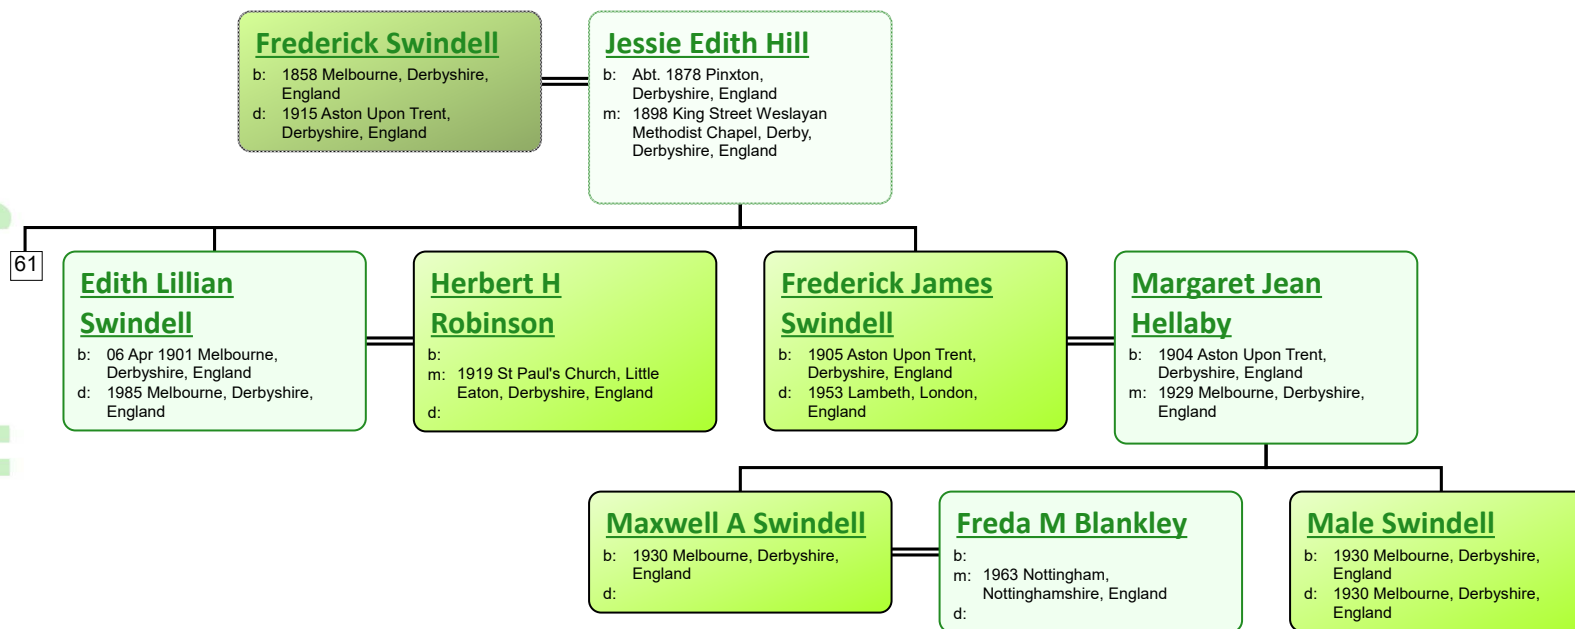 Frederick Swindell
b: 1858 Melbourne, Derbyshire,
England
d: 1915 Aston Upon Trent,
Derbyshire, England
Jessie Edith Hill
b: Abt. 1878 Pinxton,
Derbyshire, England
m: 1898 King Street Weslayan
Methodist Chapel, Derby,
Derbyshire, England
61
Edith Lillian
Swindell
b: 06 Apr 1901 Melbourne,
Derbyshire, England
d: 1985 Melbourne, Derbyshire,
England
Herbert H
Robinson
b:
m: 1919 St Paul's Church, Little
Eaton, Derbyshire, England
d:
Frederick James
Swindell
b: 1905 Aston Upon Trent,
Derbyshire, England
d: 1953 Lambeth, London,
England
Margaret Jean
Hellaby
b: 1904 Aston Upon Trent,
Derbyshire, England
m: 1929 Melbourne, Derbyshire,
England
Maxwell A Swindell
b: 1930 Melbourne, Derbyshire,
England
d:
Freda M Blankley
b:
m: 1963 Nottingham,
Nottinghamshire, England
d:
Male Swindell
b: 1930 Melbourne, Derbyshire,
England
d: 1930 Melbourne, Derbyshire,
England